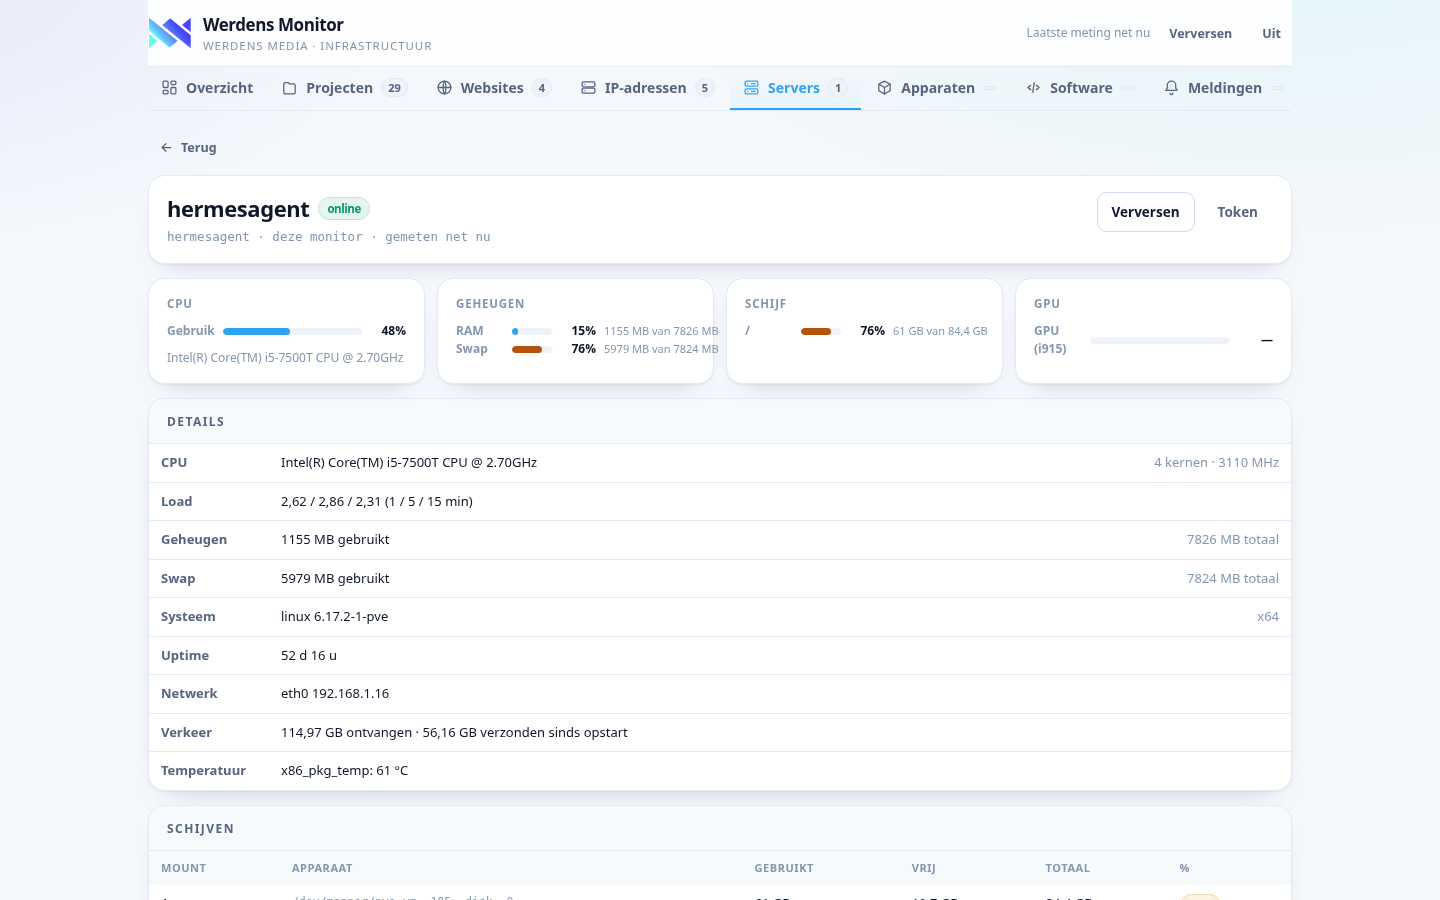 Werdens Monitor
WERDENS MEDIA · INFRASTRUCTUUR
Laatste meting net nu
Verversen
Uit
Overzicht
Projecten 29
Websites 4
IP-adressen 5
Servers 1
Apparaten
Software
Meldingen
← Terug
hermesagent online
hermesagent · deze monitor · gemeten net nu
Verversen
Token
CPU
Gebruik 48%
Intel(R) Core(TM) i5-7500T CPU @ 2.70GHz
GEHEUGEN
RAM 15% 1155 MB van 7826 MB
Swap 76% 5979 MB van 7824 MB
SCHIJF
/ 76% 61 GB van 84,4 GB
GPU
GPU
(i915) —
DETAILS
CPU Intel(R) Core(TM) i5-7500T CPU @ 2.70GHz 4 kernen · 3110 MHz
Load 2,62 / 2,86 / 2,31 (1 / 5 / 15 min)
Geheugen 1155 MB gebruikt 7826 MB totaal
Swap 5979 MB gebruikt 7824 MB totaal
Systeem linux 6.17.2-1-pve x64
Uptime 52 d 16 u
Netwerk eth0 192.168.1.16
Verkeer 114,97 GB ontvangen · 56,16 GB verzonden sinds opstart
Temperatuur x86_pkg_temp: 61 °C
SCHIJVEN
MOUNT APPARAAT GEBRUIKT VRIJ TOTAAL %